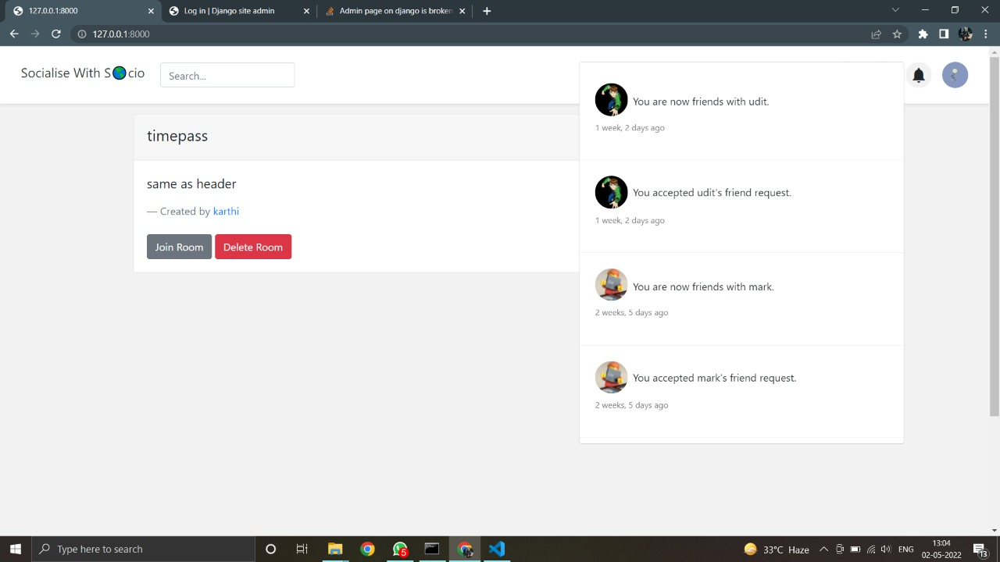 127.0.0.1:8000
Log in | Django site admin
Admin page on django is broken
127.0.0.1:8000
Socialise With S cio
Search...
timepass
same as header
— Created by karthi
Join Room Delete Room
You are now friends with udit.
1 week, 2 days ago
You accepted udit's friend request.
1 week, 2 days ago
You are now friends with mark.
2 weeks, 5 days ago
You accepted mark's friend request.
2 weeks, 5 days ago
Type here to search
5
33°C Haze
ENG
13:04
02-05-2022
13